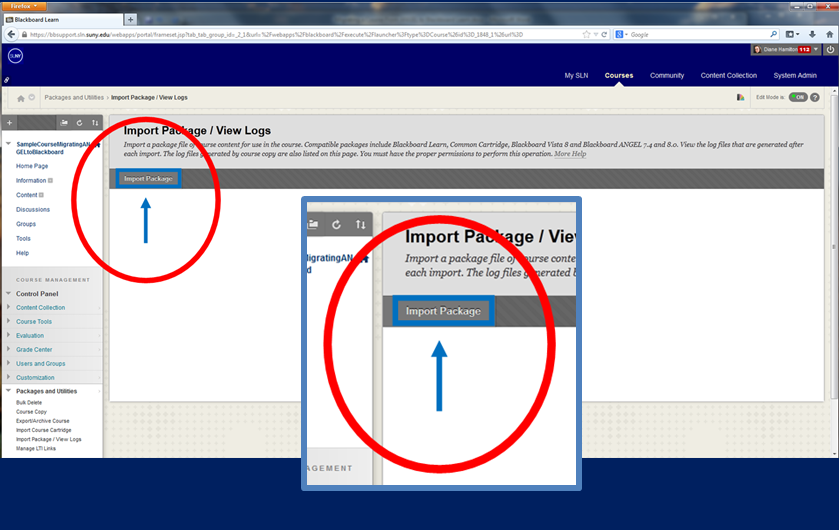 Firefox
Blackboard Learn
https://bbsupport.sln.suny.edu/webapps/portal/frameset.jsp?tab_tab_group_id=_2_1&url=%2Fwebapps%2Fblackboard%2Fexecute%2Flauncher%3Ftype%3DCourse%26id%3D_1848_1%26url%3D
Google
SLNY
Diane Hamilton 112
My SLN Courses Community Content Collection System Admin
Packages and Utilities Import Package / View Logs
Edit Mode is: ON ?
SampleCourseMigratingAN
GELtoBlackboard
Home Page
Information
Content
Discussions
Groups
Tools
Help
COURSE MANAGEMENT
Control Panel
Content Collection
Course Tools
Evaluation
Grade Center
Users and Groups
Customization
Packages and Utilities
Bulk Delete
Course Copy
Export/Archive Course
Import Course Cartridge
Import Package / View Logs
Manage LTI Links
Import Package / View Logs
Import a package file of course content for use in the course. Compatible packages include Blackboard Learn, Common Cartridge, Blackboard Vista 8 and Blackboard ANGEL 7.4 and 8.0. View the log files that are generated after
each import. The log files generated by course copy are also listed on this page. You must have the proper permissions to perform this operation. More Help
Import Package
MigratingAN
d
Import Package / View
Import a package file of course conte
each import. The log files generated b
Import Package
AGEMENT